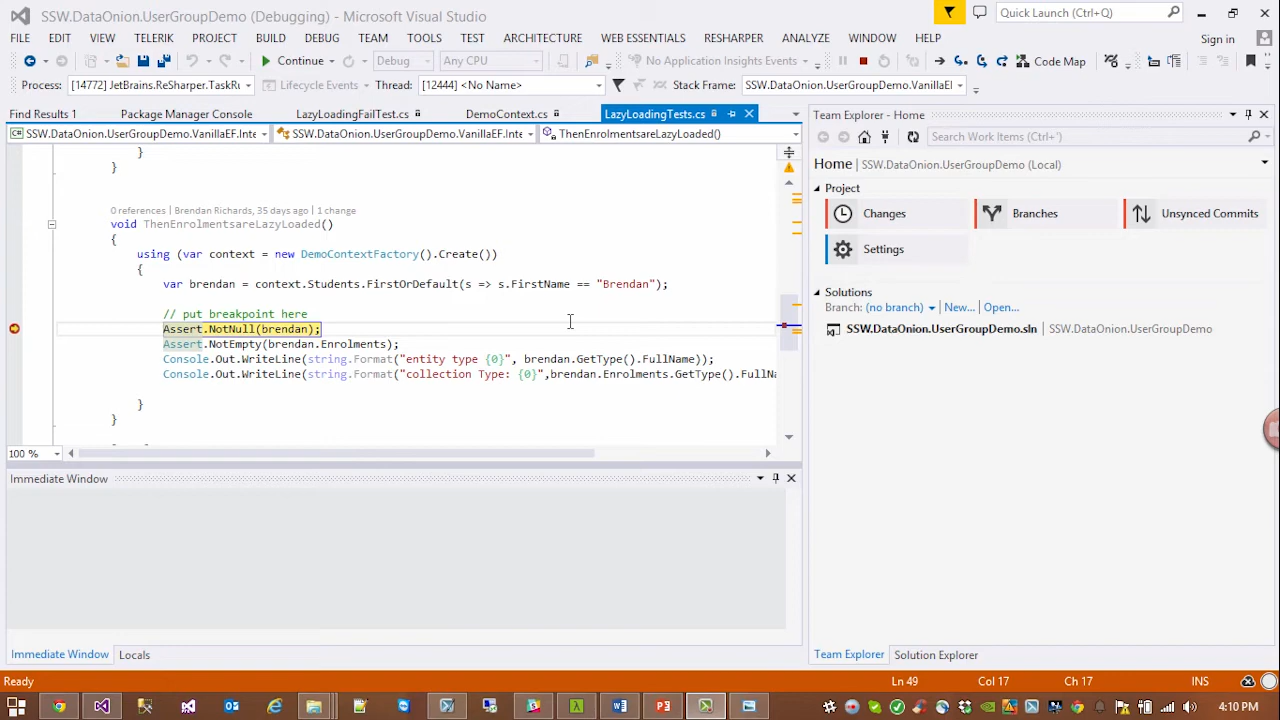 SSW.DataOnion.UserGroupDemo (Debugging) - Microsoft Visual Studio
Quick Launch (Ctrl+Q)
FILE EDIT VIEW TELERIK PROJECT BUILD DEBUG TEAM TOOLS TEST ARCHITECTURE WEB ESSENTIALS RESHARPER ANALYZE WINDOW HELP
Sign in
Continue Debug Any CPU No Application Insights Events Code Map
Process: [14772] JetBrains.ReSharper.TaskRu Lifecycle Events Thread: [12444] <No Name> Stack Frame: SSW.DataOnion.UserGroupDemo.VanillaEF.I
Find Results 1 Package Manager Console LazyLoadingFailTest.cs DemoContext.cs LazyLoadingTests.cs
SSW.DataOnion.UserGroupDemo.VanillaEF.Inte SSW.DataOnion.UserGroupDemo.VanillaEF.Inte ThenEnrolmentsareLazyLoaded()
}
}
0 references | Brendan Richards, 35 days ago | 1 change
void ThenEnrolmentsareLazyLoaded()
{
using (var context = new DemoContextFactory().Create())
{
var brendan = context.Students.FirstOrDefault(s => s.FirstName == "Brendan");
// put breakpoint here
Assert.NotNull(brendan);
Assert.NotEmpty(brendan.Enrolments);
Console.Out.WriteLine(string.Format("entity type {0}", brendan.GetType().FullName));
Console.Out.WriteLine(string.Format("collection Type: {0}",brendan.Enrolments.GetType().FullNa
}
}
100 %
Immediate Window
Immediate Window Locals
Team Explorer - Home
Search Work Items (Ctrl+')
Home | SSW.DataOnion.UserGroupDemo (Local)
Project
Changes Branches Unsynced Commits
Settings
Solutions
Branch: (no branch) New... Open...
SSW.DataOnion.UserGroupDemo.sln SSW.DataOnion.UserGroupDemo
Team Explorer Solution Explorer
Ready Ln 49 Col 17 Ch 17 INS
4:10 PM